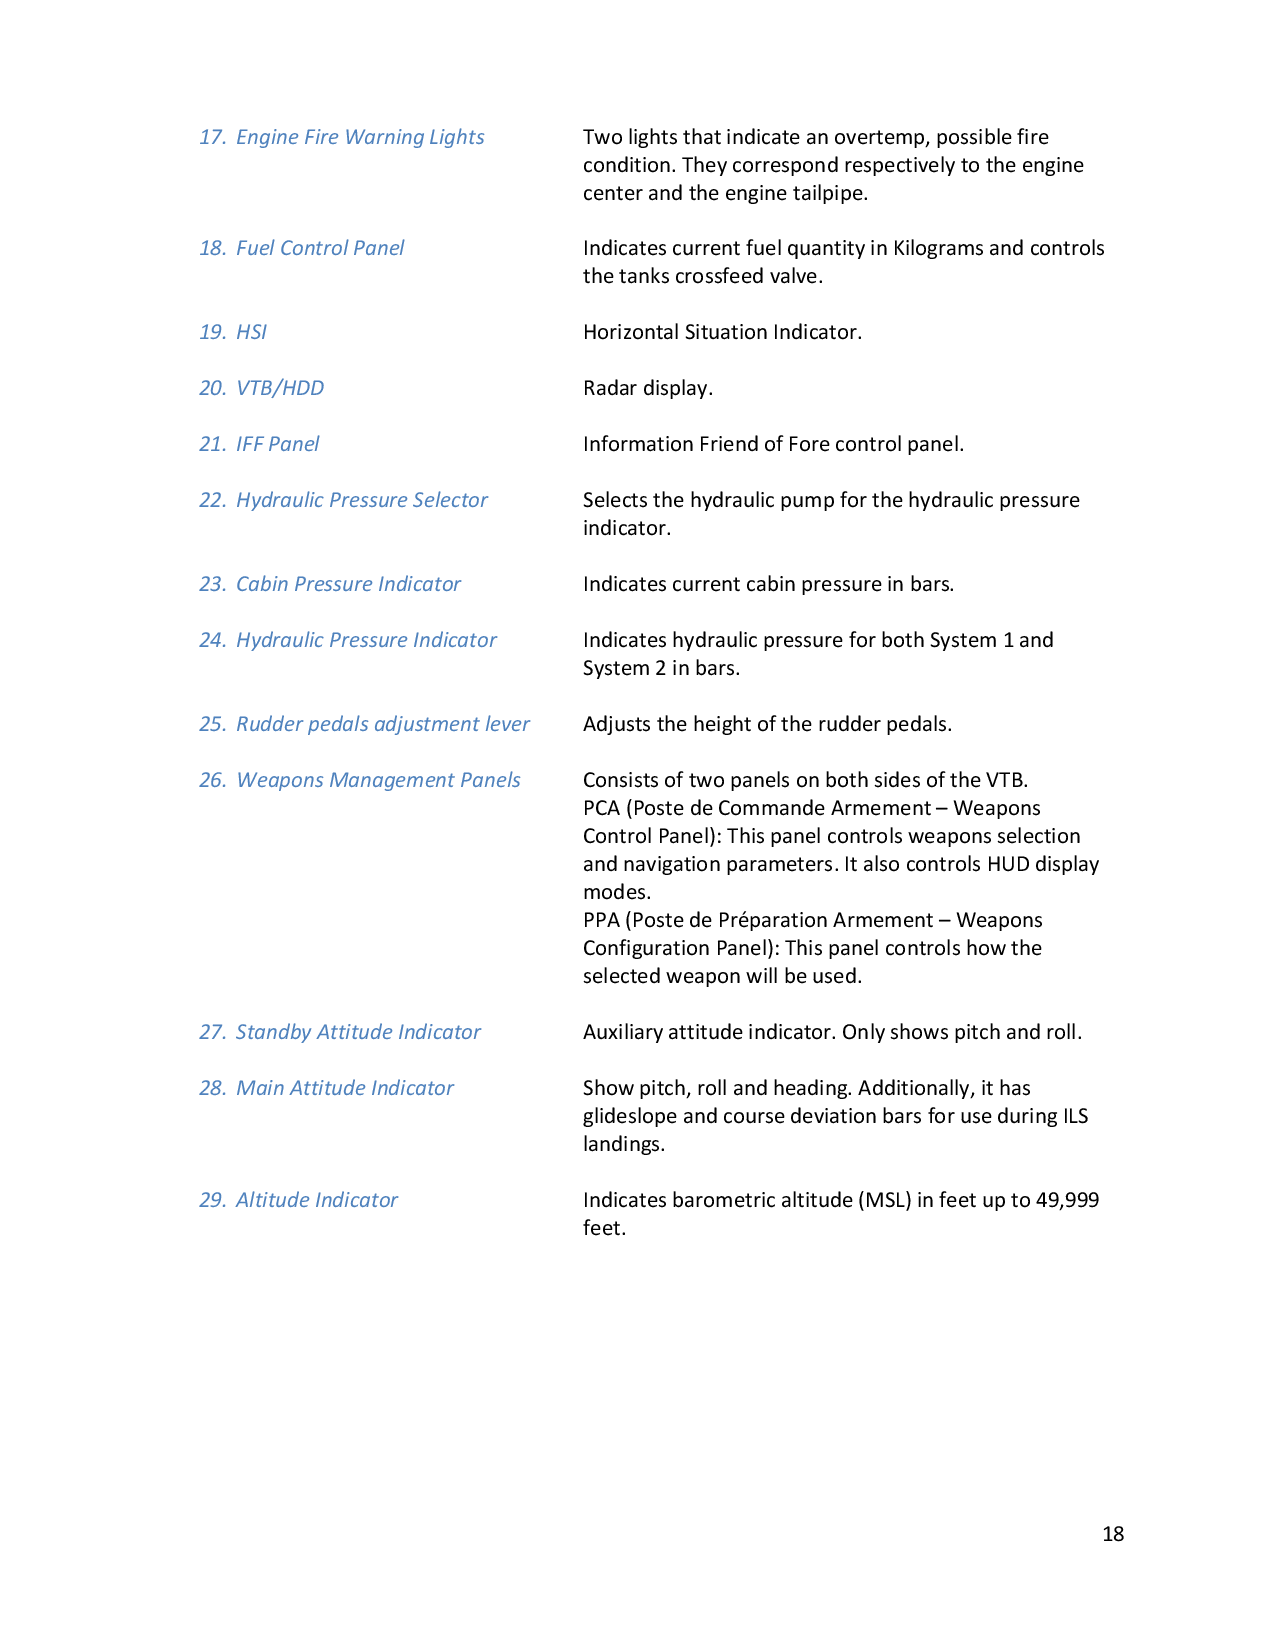 17. Engine Fire Warning Lights Two lights that indicate an overtemp, possible fire
condition. They correspond respectively to the engine
center and the engine tailpipe.
18. Fuel Control Panel Indicates current fuel quantity in Kilograms and controls
the tanks crossfeed valve.
19. HSI Horizontal Situation Indicator.
20. VTB/HDD Radar display.
21. IFF Panel Information Friend of Fore control panel.
22. Hydraulic Pressure Selector Selects the hydraulic pump for the hydraulic pressure
indicator.
23. Cabin Pressure Indicator Indicates current cabin pressure in bars.
24. Hydraulic Pressure Indicator Indicates hydraulic pressure for both System 1 and
System 2 in bars.
25. Rudder pedals adjustment lever Adjusts the height of the rudder pedals.
26. Weapons Management Panels Consists of two panels on both sides of the VTB.
PCA (Poste de Commande Armement – Weapons
Control Panel): This panel controls weapons selection
and navigation parameters. It also controls HUD display
modes.
PPA (Poste de Préparation Armement – Weapons
Configuration Panel): This panel controls how the
selected weapon will be used.
27. Standby Attitude Indicator Auxiliary attitude indicator. Only shows pitch and roll.
28. Main Attitude Indicator Show pitch, roll and heading. Additionally, it has
glideslope and course deviation bars for use during ILS
landings.
29. Altitude Indicator Indicates barometric altitude (MSL) in feet up to 49,999
feet.
18